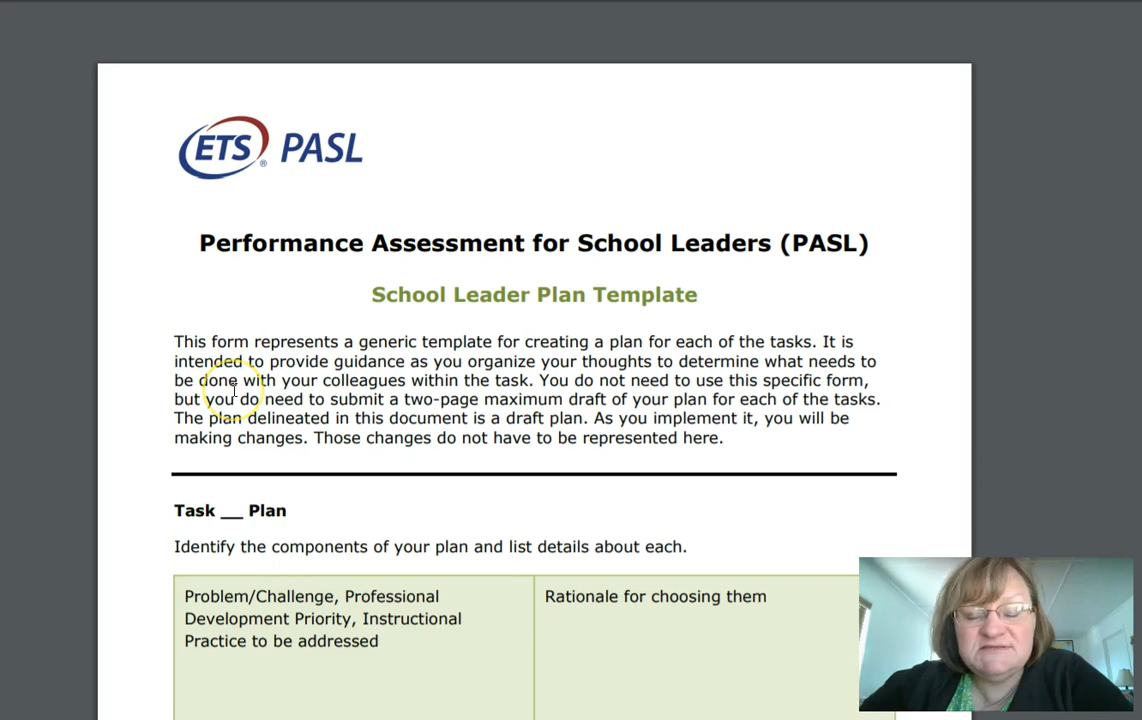 ETS® PASL
Performance Assessment for School Leaders (PASL)
School Leader Plan Template
This form represents a generic template for creating a plan for each of the tasks. It is
intended to provide guidance as you organize your thoughts to determine what needs to
be done with your colleagues within the task. You do not need to use this specific form,
but you do need to submit a two-page maximum draft of your plan for each of the tasks.
The plan delineated in this document is a draft plan. As you implement it, you will be
making changes. Those changes do not have to be represented here.
Task __ Plan
Identify the components of your plan and list details about each.
Problem/Challenge, Professional
Development Priority, Instructional
Practice to be addressed
Rationale for choosing them